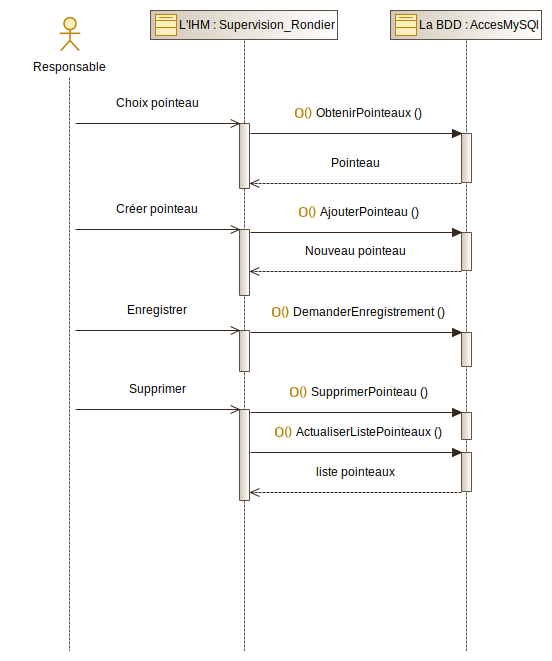 L'IHM : Supervision_Rondier
La BDD : AccesMySQl
Responsable
Choix pointeau
O() ObtenirPointeaux ()
Pointeau
Créer pointeau
O() AjouterPointeau ()
Nouveau pointeau
Enregistrer
O() DemanderEnregistrement ()
Supprimer
O() SupprimerPointeau ()
O() ActualiserListePointeaux ()
liste pointeaux